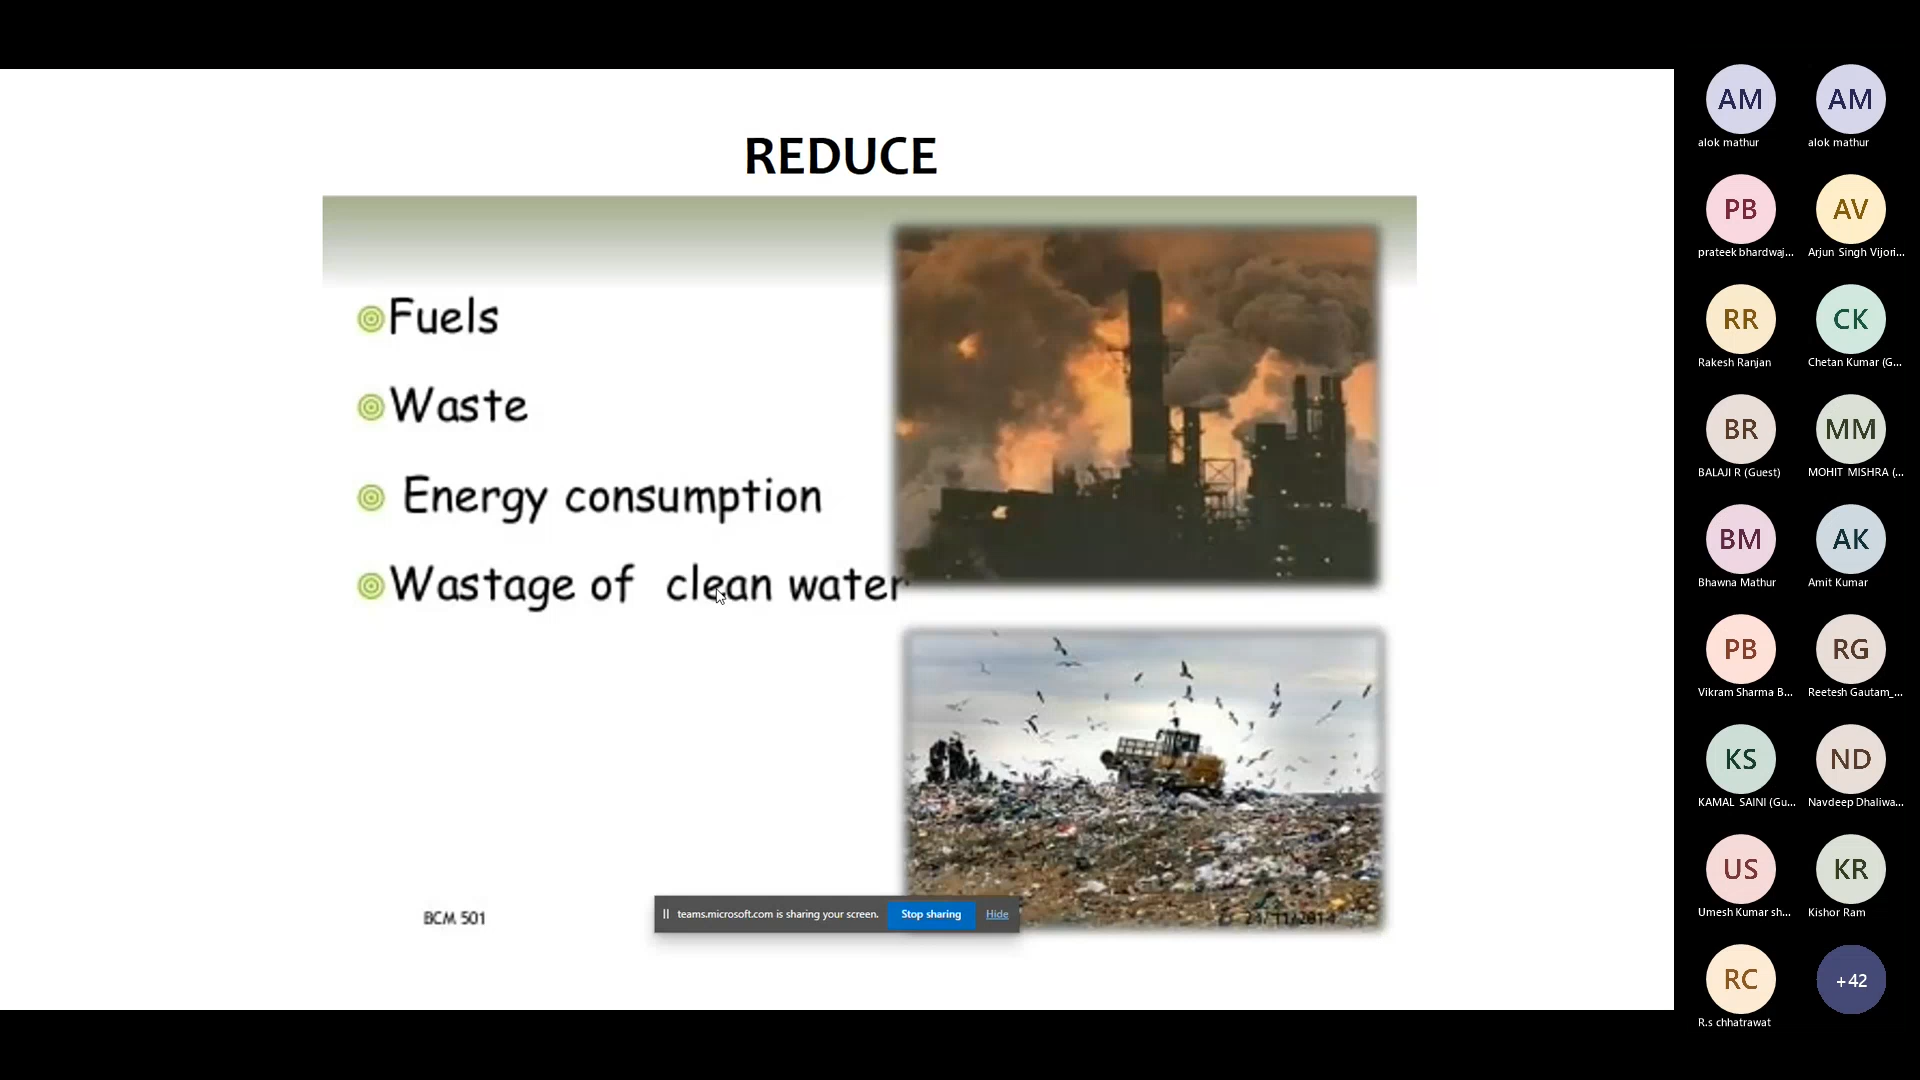 REDUCE
Fuels
Waste
Energy consumption
Wastage of clean water
BCM 501
teams.microsoft.com is sharing your screen. Stop sharing Hide
24/11/2014
AM AM
alok mathur alok mathur
PB AV
prateek bhardwaj... Arjun Singh Vijori...
RR CK
Rakesh Ranjan Chetan Kumar (G...
BR MM
BALAJI R (Guest) MOHIT MISHRA (...
BM AK
Bhawna Mathur Amit Kumar
PB RG
Vikram Sharma B... Reetesh Gautam_...
KS ND
KAMAL SAINI (Gu... Navdeep Dhaliwa...
US KR
Umesh Kumar sh... Kishor Ram
RC +42
R.s chhatrawat